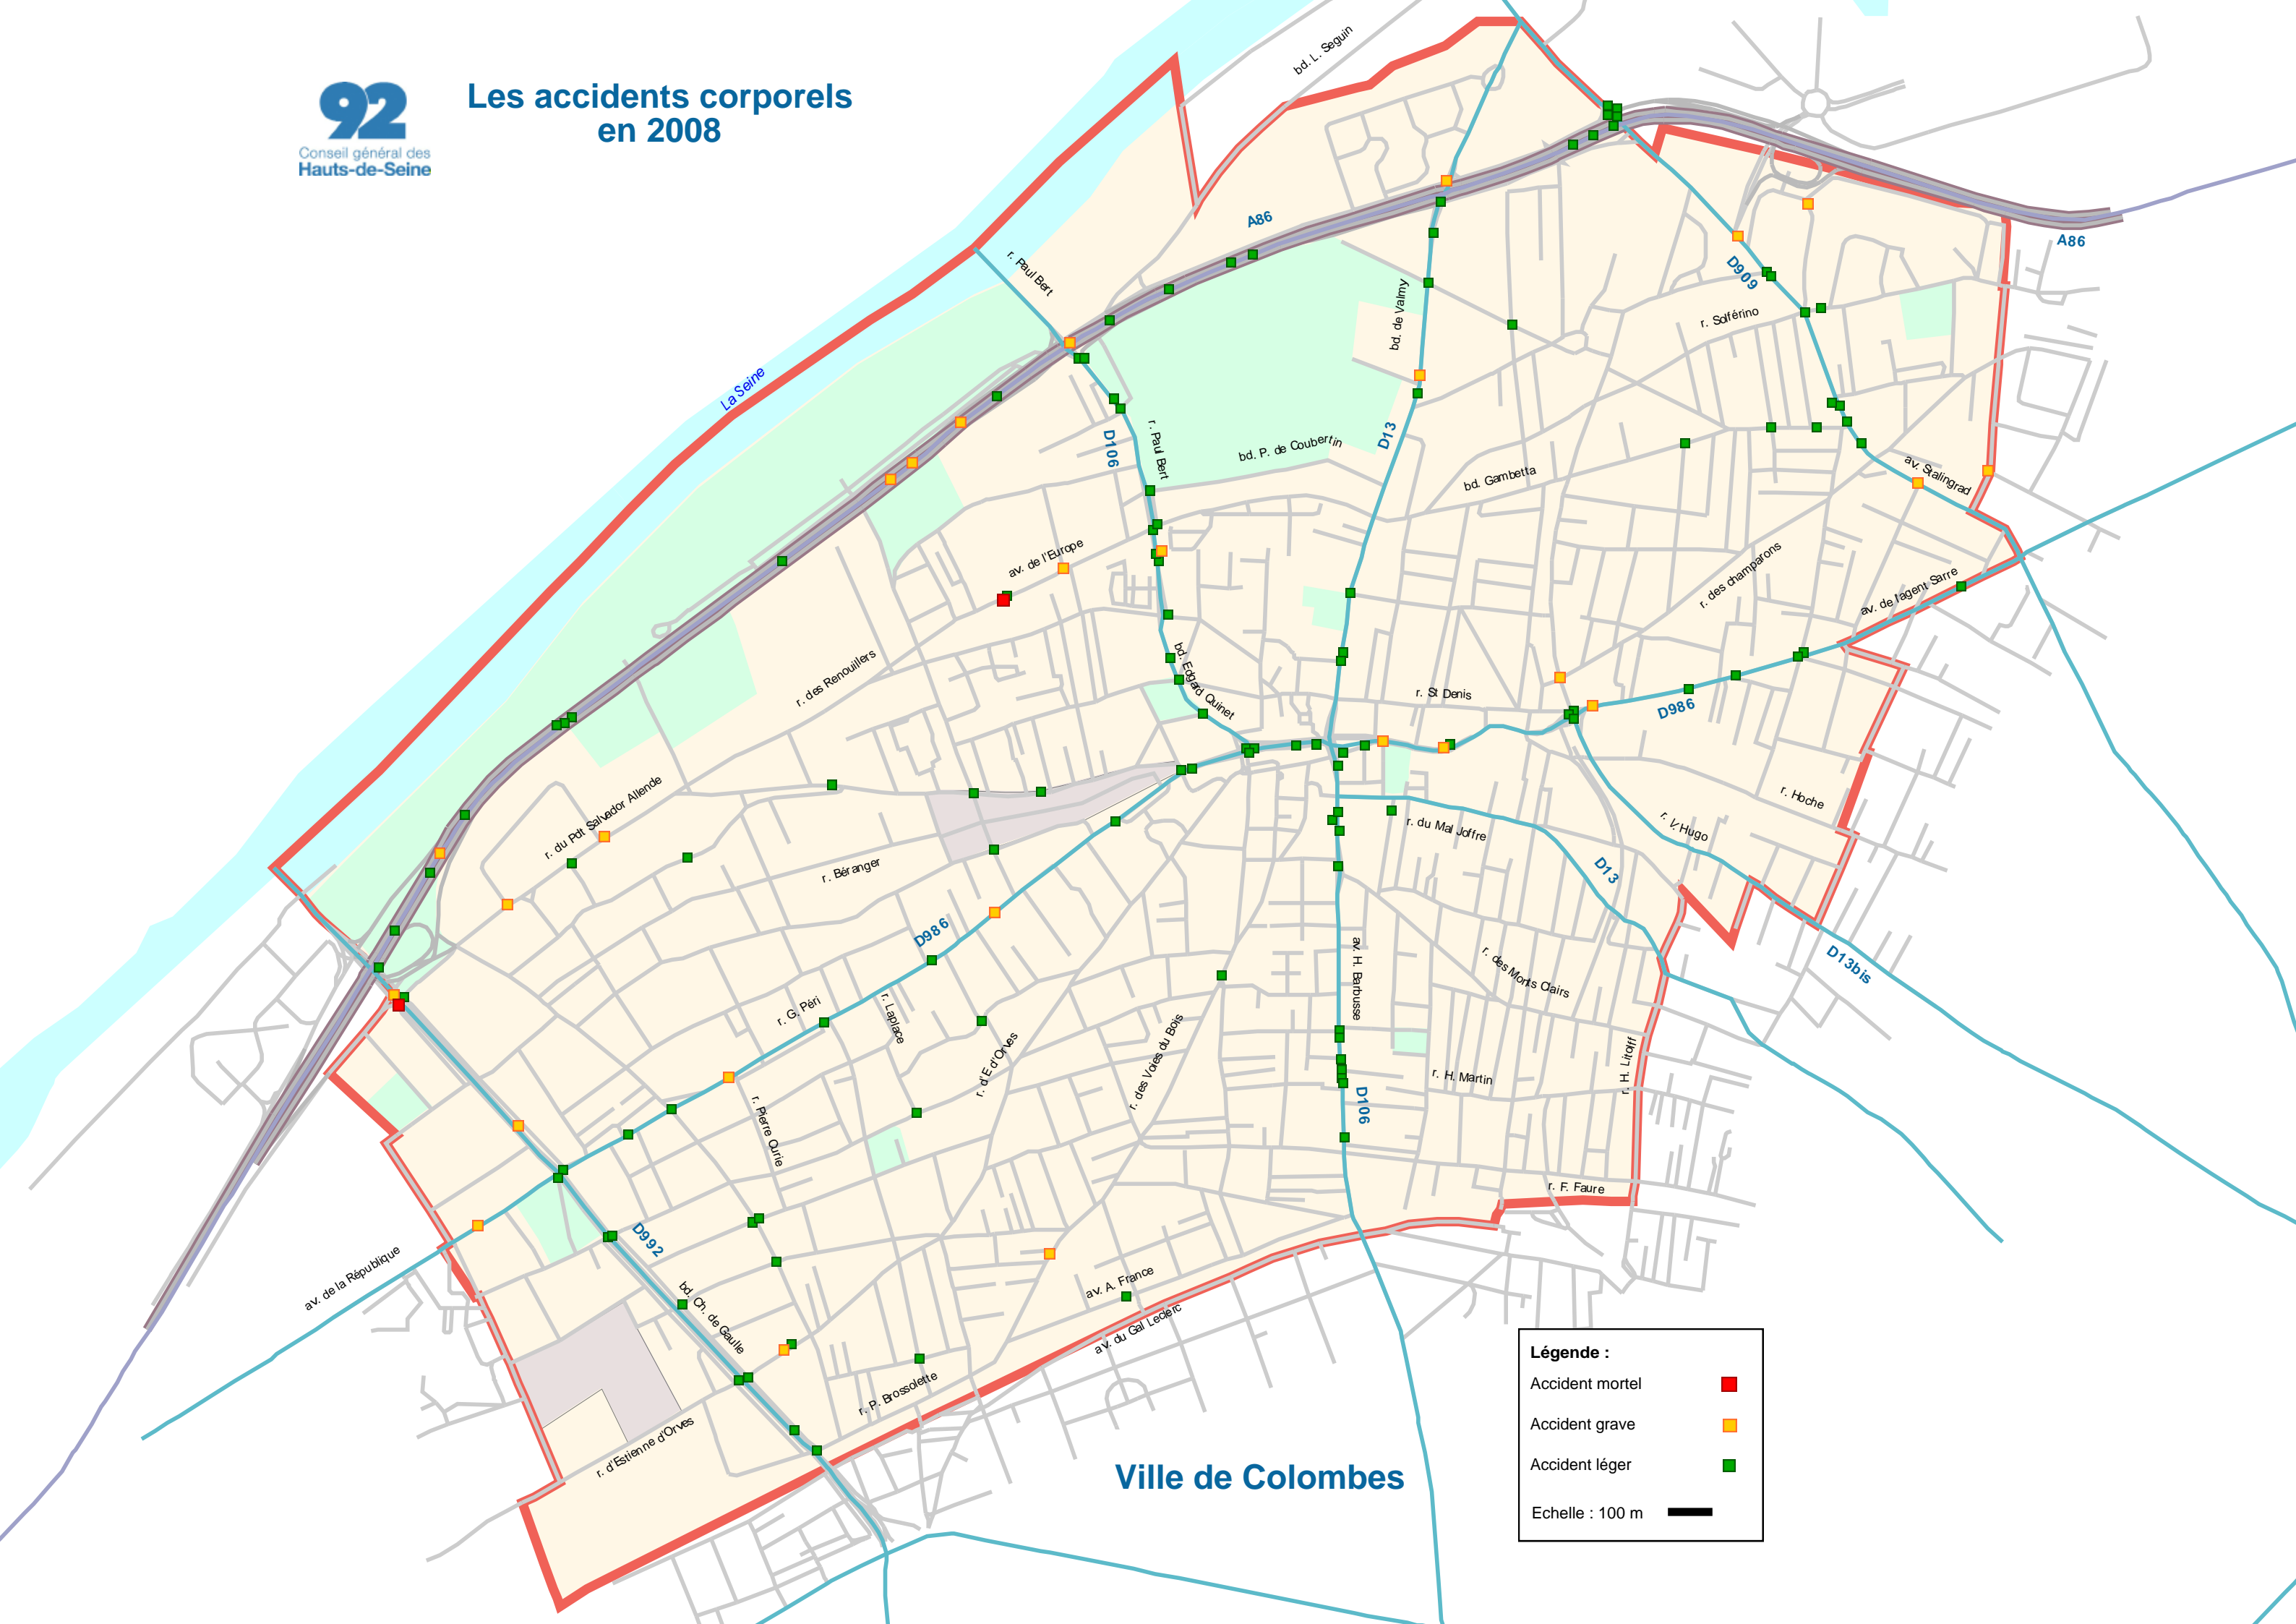 92
Conseil général des
Hauts-de-Seine
Les accidents corporels
en 2008
bd. L. Seguin
A86
A86
r. Paul Bert
D909
bd. de Valmy
r. Solférino
La Seine
D106
r. Paul Bert
bd. P. de Coubertin
D13
bd. Gambetta
av. Stalingrad
av. de l'Europe
r. des champarons
av. de l'agent Sarre
r. des Renouillers
bd. Edgard Quinet
r. St Denis
D986
r. du Pdt Salvador Allende
r. Hoche
r. du Mal Joffre
r. V. Hugo
r. Béranger
D13
D986
av. H. Barbusse
r. des Monts Clairs
D13bis
r. G. Péri
r. Laplace
r. d'E d'Orves
r. des Voies du Bois
r. H. Litolff
r. H. Martin
r. Pierre Curie
D106
r. F. Faure
D992
av. de la République
bd. Ch. de Gaulle
av. A. France
av. du Gal Leclerc
r. P. Brossolette
r. d'Estienne d'Orves
Ville de Colombes
Légende :
Accident mortel
Accident grave
Accident léger
Echelle : 100 m